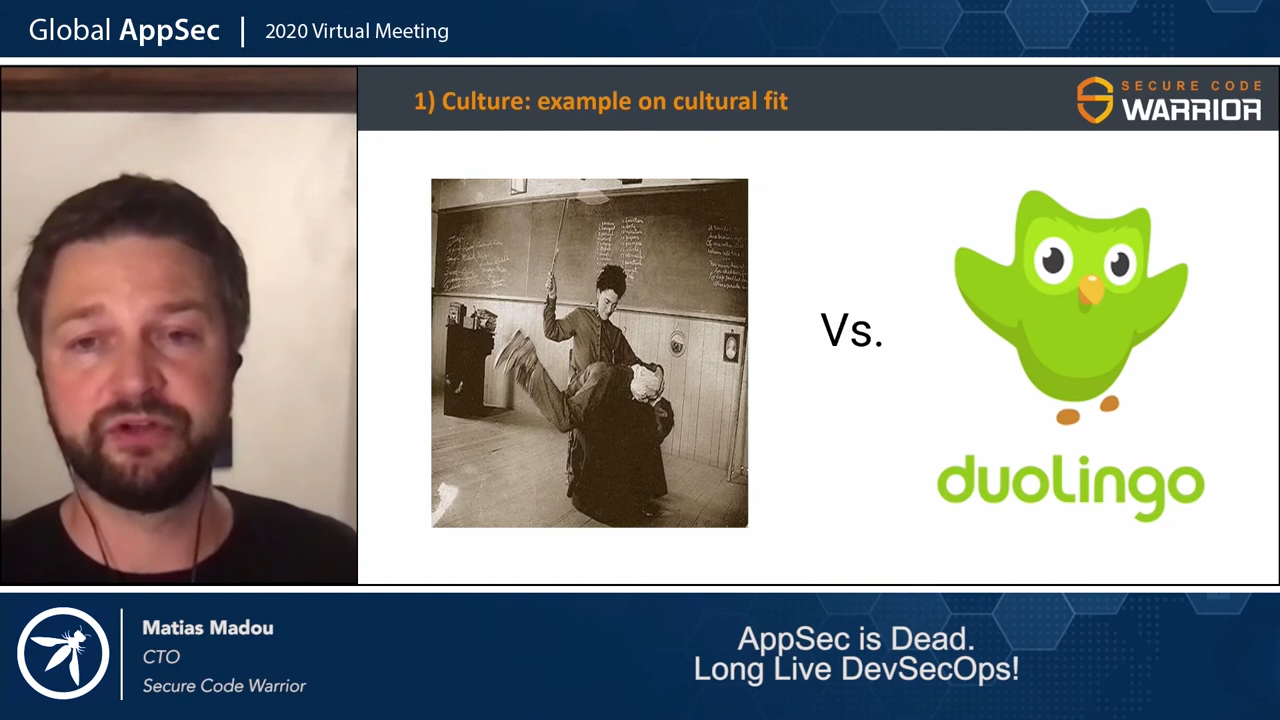 Global AppSec | 2020 Virtual Meeting
1) Culture: example on cultural fit
SECURE CODE
WARRIOR
Vs.
duolingo
Matias Madou
CTO
Secure Code Warrior
AppSec is Dead.
Long Live DevSecOps!